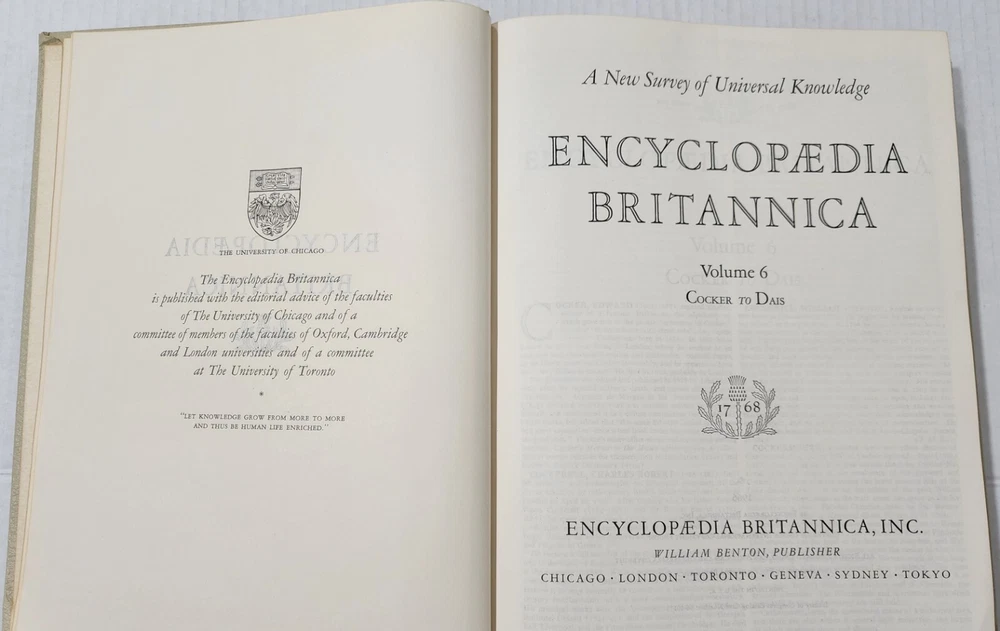 THE UNIVERSITY OF CHICAGO
The Encyclopædia Britannica
is published with the editorial advice of the faculties
of The University of Chicago and of a
committee of members of the faculties of Oxford, Cambridge
and London universities and of a committee
at The University of Toronto
*
"LET KNOWLEDGE GROW FROM MORE TO MORE
AND THUS BE HUMAN LIFE ENRICHED."
A New Survey of Universal Knowledge
ENCYCLOPÆDIA
BRITANNICA
Volume 6
COCKER TO DAIS
1768
ENCYCLOPÆDIA BRITANNICA, INC.
WILLIAM BENTON, PUBLISHER
CHICAGO · LONDON · TORONTO · GENEVA · SYDNEY · TOKYO